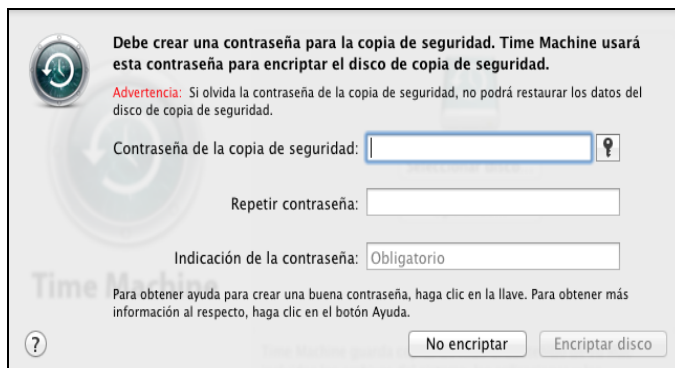 Debe crear una contraseña para la copia de seguridad. Time Machine usará
esta contraseña para encriptar el disco de copia de seguridad.
Advertencia: Si olvida la contraseña de la copia de seguridad, no podrá restaurar los datos del
disco de copia de seguridad.
Contraseña de la copia de seguridad:
Repetir contraseña:
Indicación de la contraseña: Obligatorio
Time Machine
Para obtener ayuda para crear una buena contraseña, haga clic en la llave. Para obtener más
información al respecto, haga clic en el botón Ayuda.
? No encriptar Encriptar disco